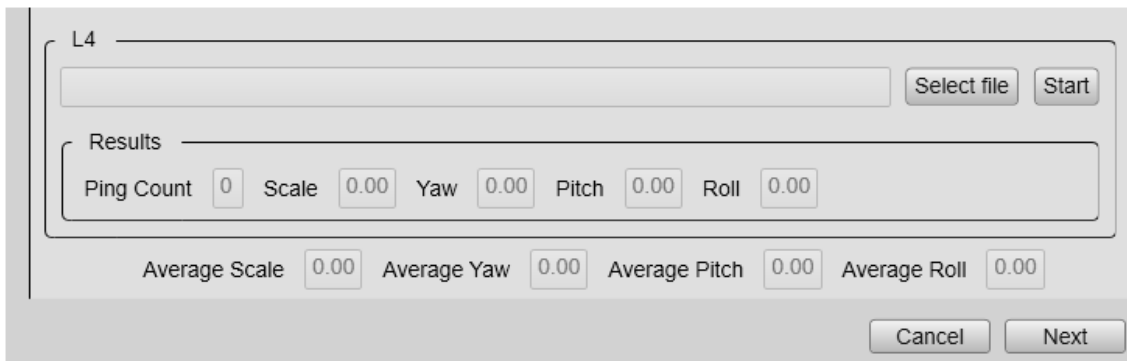 L4
Select file Start
Results
Ping Count 0 Scale 0.00 Yaw 0.00 Pitch 0.00 Roll 0.00
Average Scale 0.00 Average Yaw 0.00 Average Pitch 0.00 Average Roll 0.00
Cancel Next